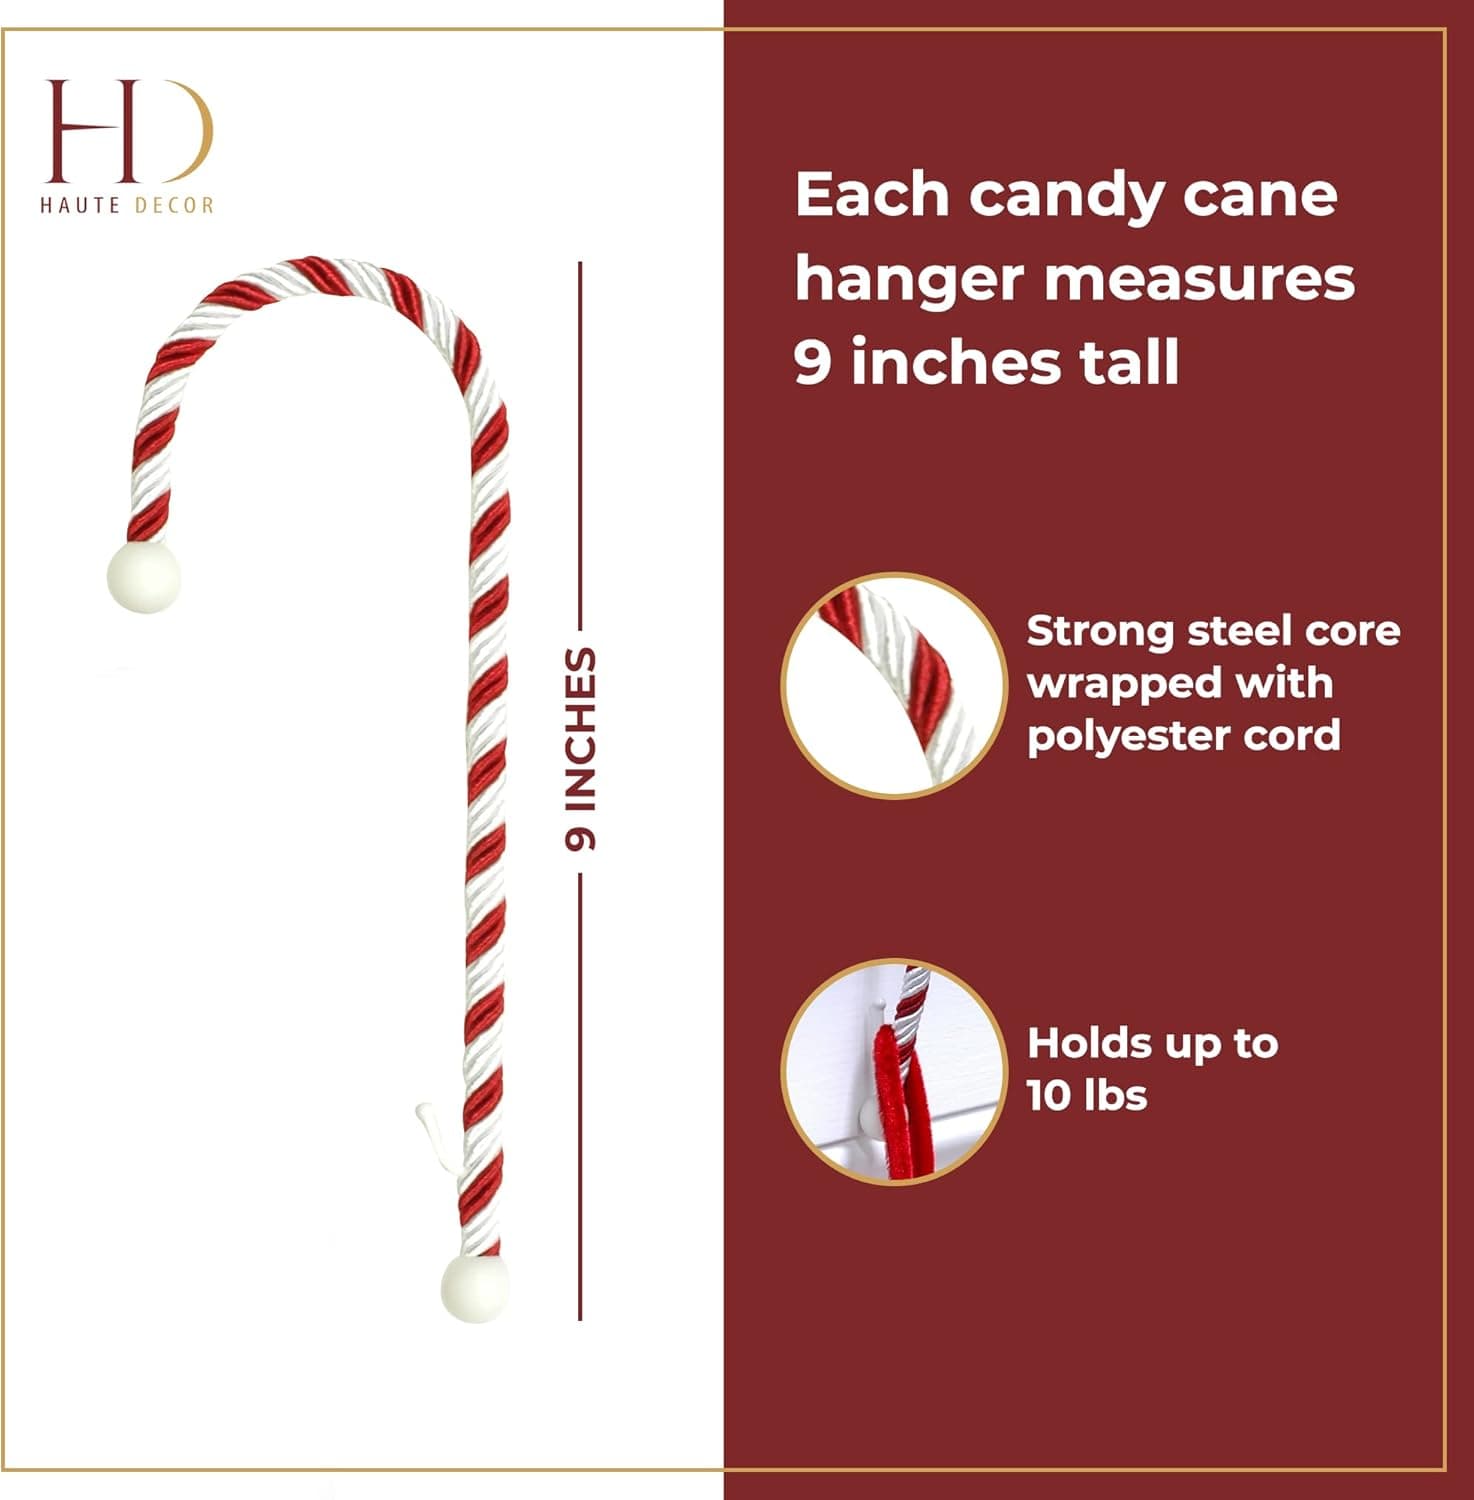 HD
HAUTE DECOR
9 INCHES
Each candy cane
hanger measures
9 inches tall
Strong steel core
wrapped with
polyester cord
Holds up to
10 lbs